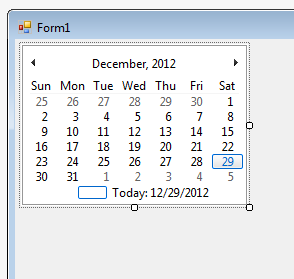 Form1
December, 2012
Sun Mon Tue Wed Thu Fri Sat
25 26 27 28 29 30 1
2 3 4 5 6 7 8
9 10 11 12 13 14 15
16 17 18 19 20 21 22
23 24 25 26 27 28 29
30 31 1 2 3 4 5
Today: 12/29/2012